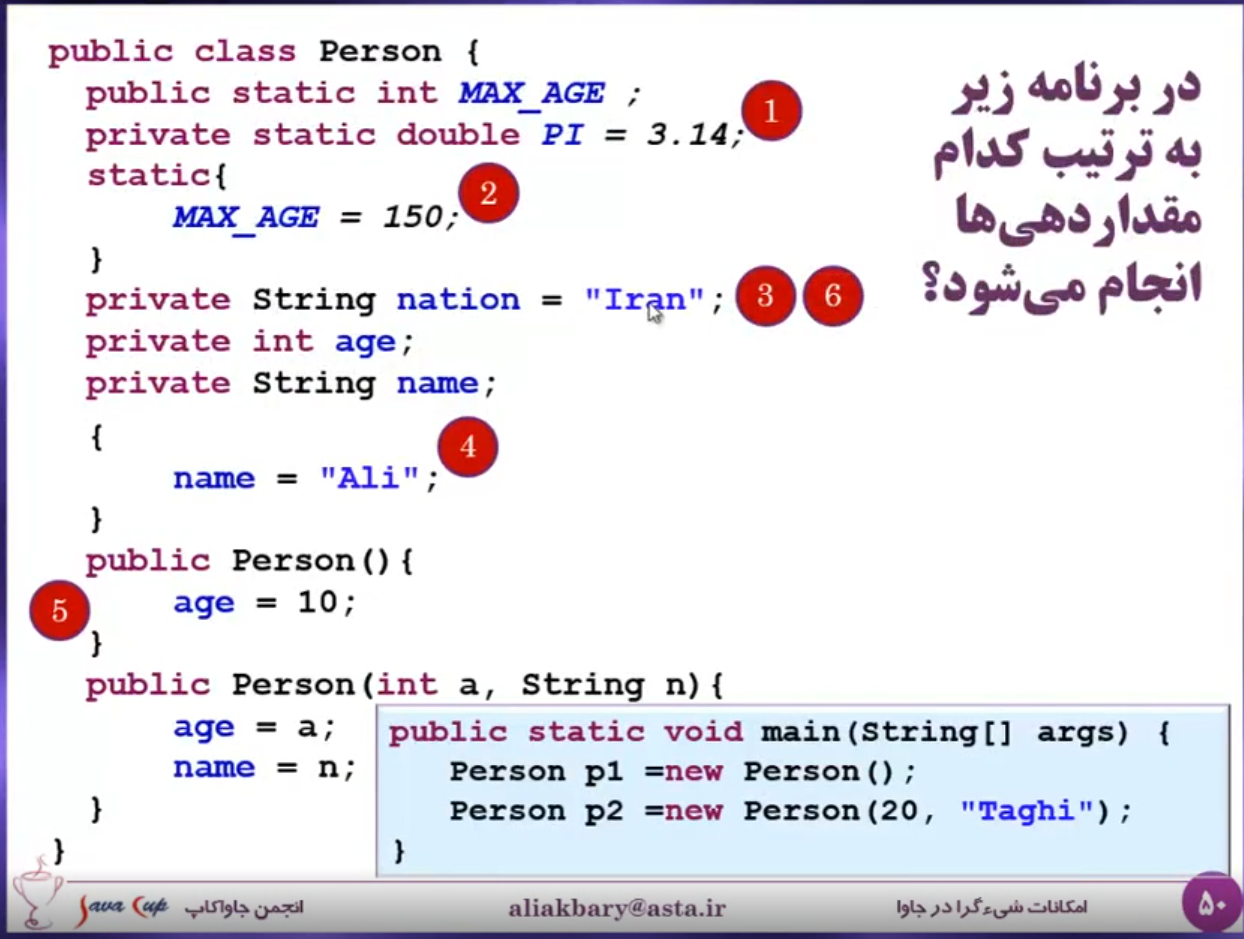 در برنامه زیر
به ترتیب کدام
مقداردهی‌ها
انجام می‌شود؟
public class Person {
public static int MAX_AGE ;
private static double PI = 3.14;
1
static{
MAX_AGE = 150;
2
}
private String nation = "Iran";
3 6
private int age;
private String name;
{
name = "Ali";
4
}
public Person(){
5
age = 10;
}
public Person(int a, String n){
age = a;
name = n;
}
}
public static void main(String[] args) {
Person p1 =new Person();
Person p2 =new Person(20, "Taghi");
}
Java Cup انجمن جاواکاپ
aliakbary@asta.ir
امکانات شیءگرا در جاوا
۵۰